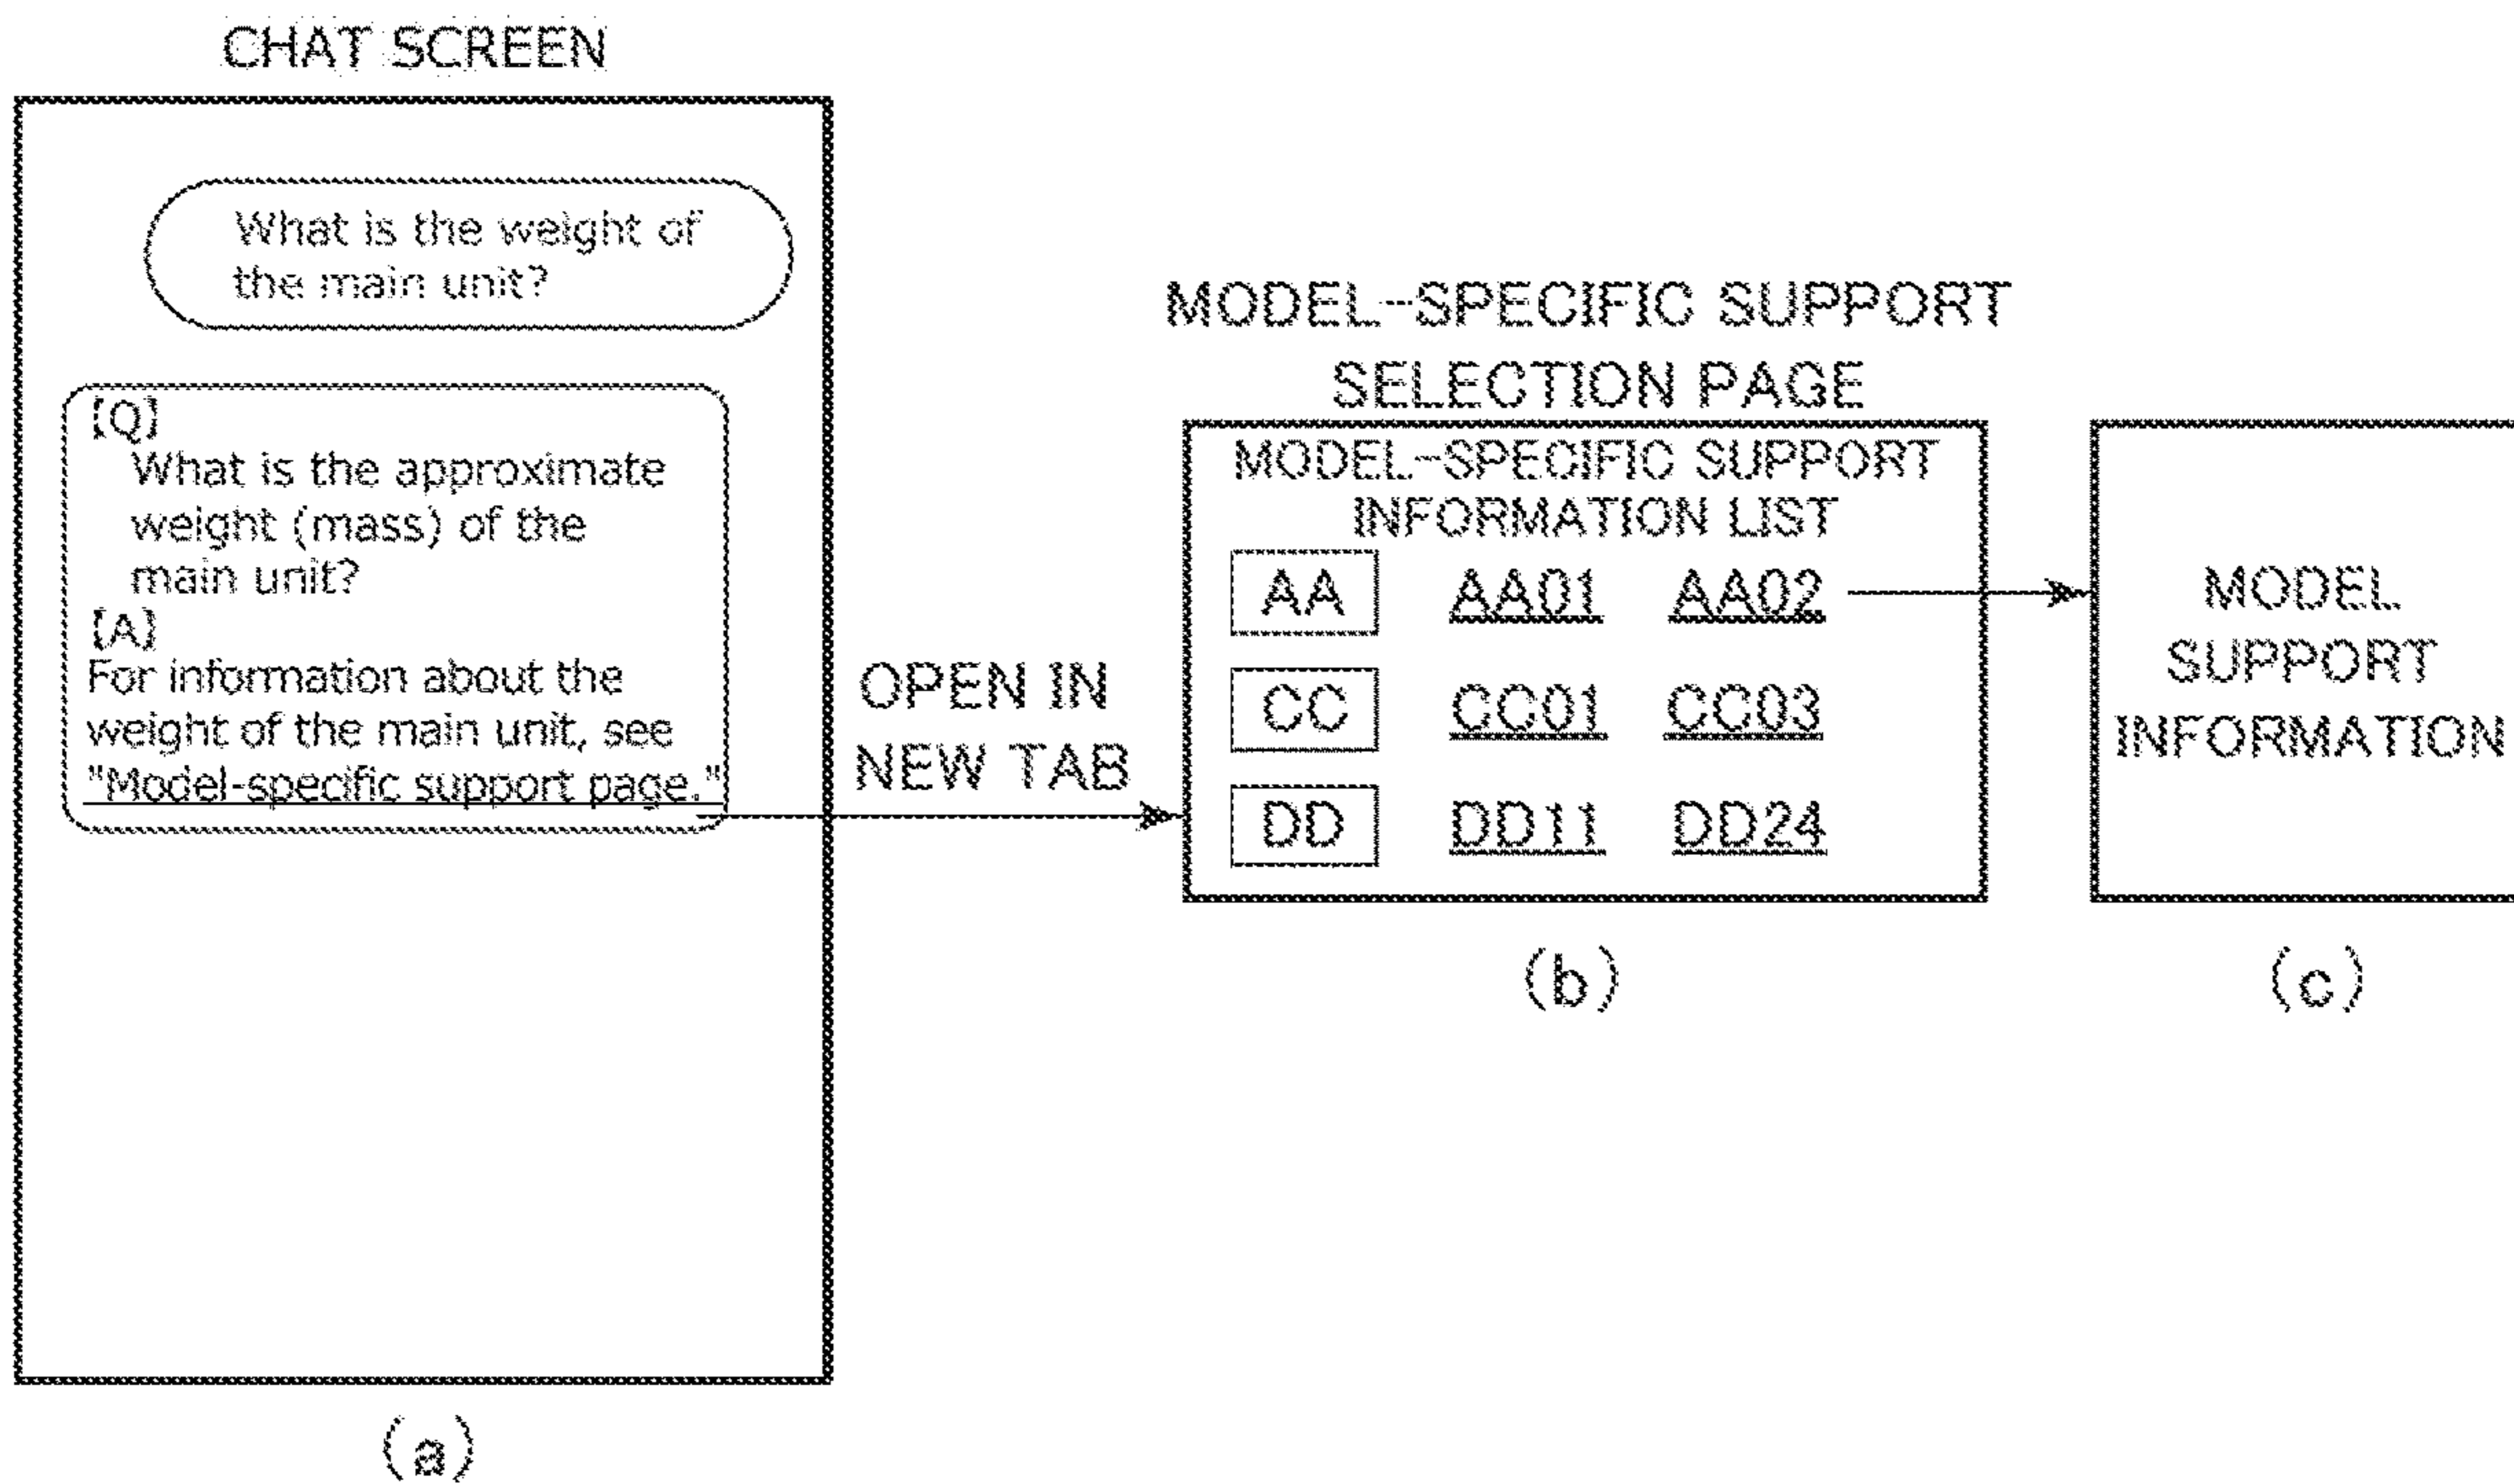 CHAT SCREEN
What is the weight of
the main unit?
[Q]
What is the approximate
weight (mass) of the
main unit?
[A]
For information about the
weight of the main unit, see
"Model-specific support page."
(a)
OPEN IN
NEW TAB
MODEL-SPECIFIC SUPPORT
SELECTION PAGE
MODEL-SPECIFIC SUPPORT
INFORMATION LIST
AA AA01 AA02
CC CC01 CC03
DD DD11 DD24
(b)
MODEL
SUPPORT
INFORMATION
(c)